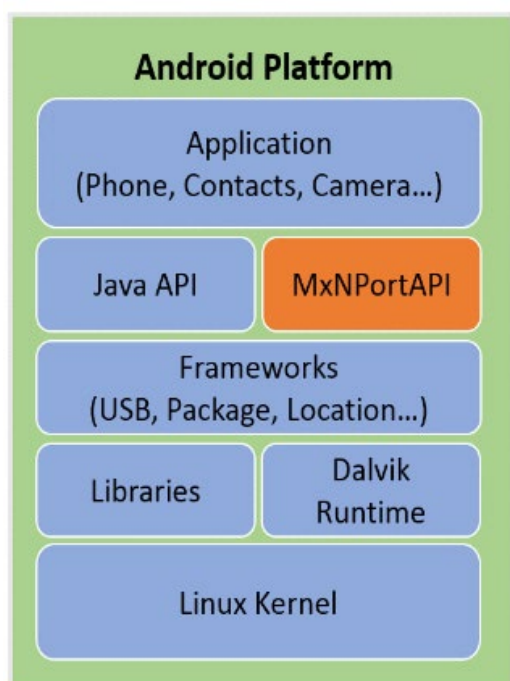 Android Platform
Application
(Phone, Contacts, Camera...)
Java API
MxNPortAPI
Frameworks
(USB, Package, Location...)
Libraries
Dalvik
Runtime
Linux Kernel